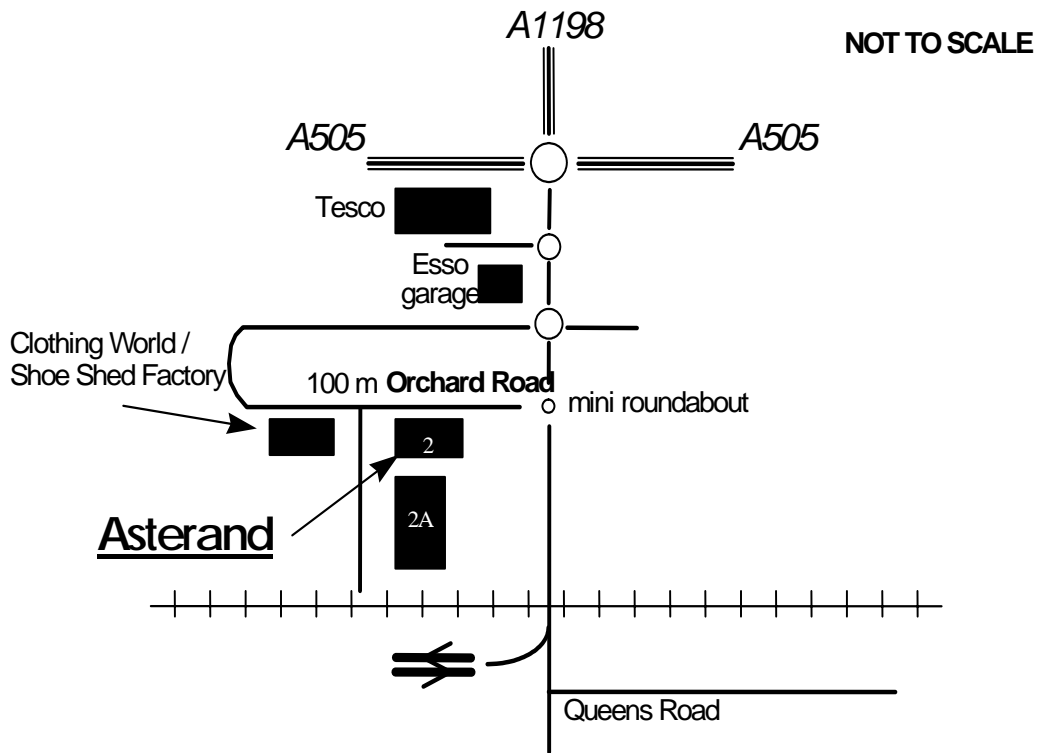 A1198
NOT TO SCALE
A505
A505
Tesco
Esso
garage
Clothing World /
Shoe Shed Factory
100 m Orchard Road
mini roundabout
2
Asterand
2A
Queens Road